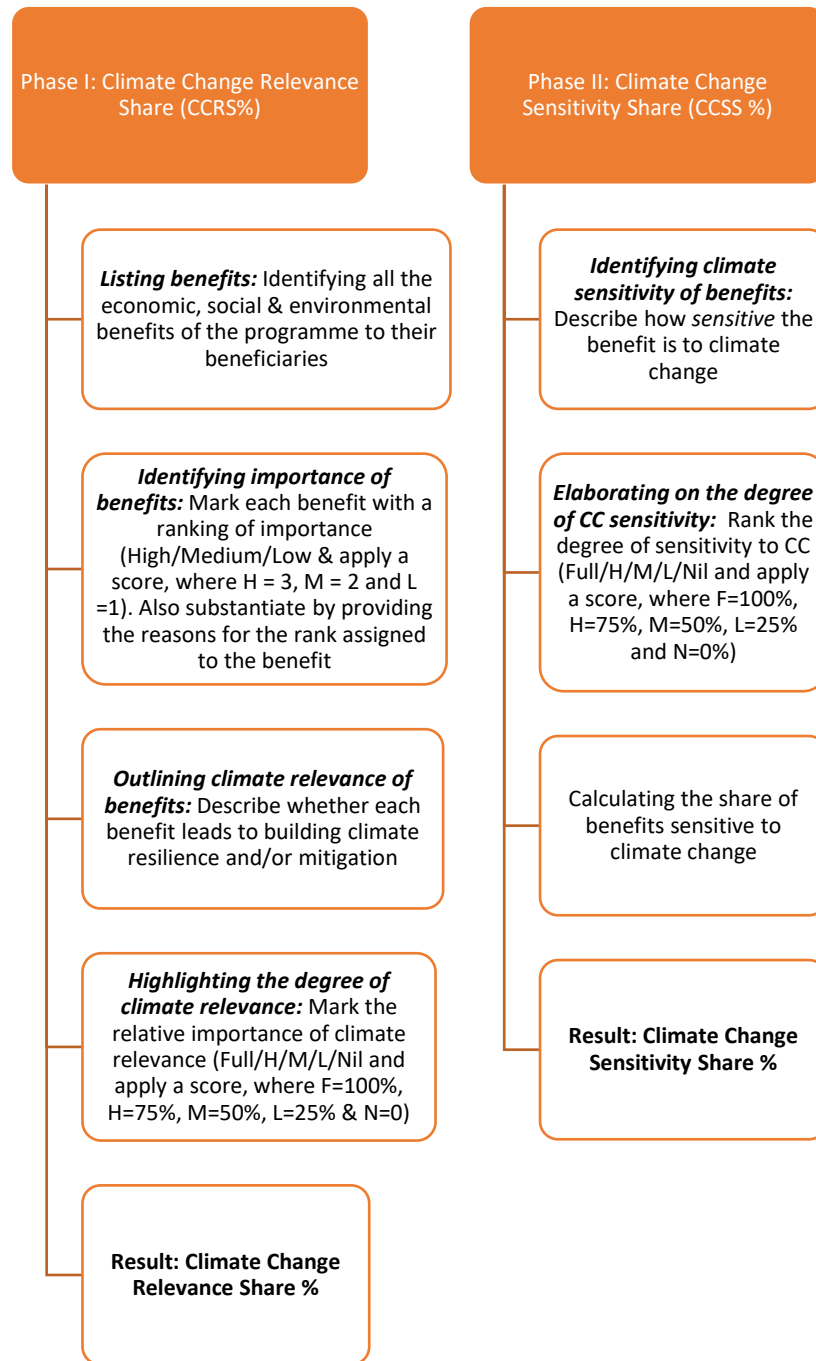 Phase I: Climate Change Relevance
Share (CCRS%)
Listing benefits: Identifying all the
economic, social & environmental
benefits of the programme to their
beneficiaries
Identifying importance of
benefits: Mark each benefit with a
ranking of importance
(High/Medium/Low & apply a
score, where H = 3, M = 2 and L
=1). Also substantiate by providing
the reasons for the rank assigned
to the benefit
Outlining climate relevance of
benefits: Describe whether each
benefit leads to building climate
resilience and/or mitigation
Highlighting the degree of
climate relevance: Mark the
relative importance of climate
relevance (Full/H/M/L/Nil and
apply a score, where F=100%,
H=75%, M=50%, L=25% & N=0)
Result: Climate Change
Relevance Share %
Phase II: Climate Change
Sensitivity Share (CCSS %)
Identifying climate
sensitivity of benefits:
Describe how sensitive the
benefit is to climate
change
Elaborating on the degree
of CC sensitivity: Rank the
degree of sensitivity to CC
(Full/H/M/L/Nil and apply
a score, where F=100%,
H=75%, M=50%, L=25%
and N=0%)
Calculating the share of
benefits sensitive to
climate change
Result: Climate Change
Sensitivity Share %